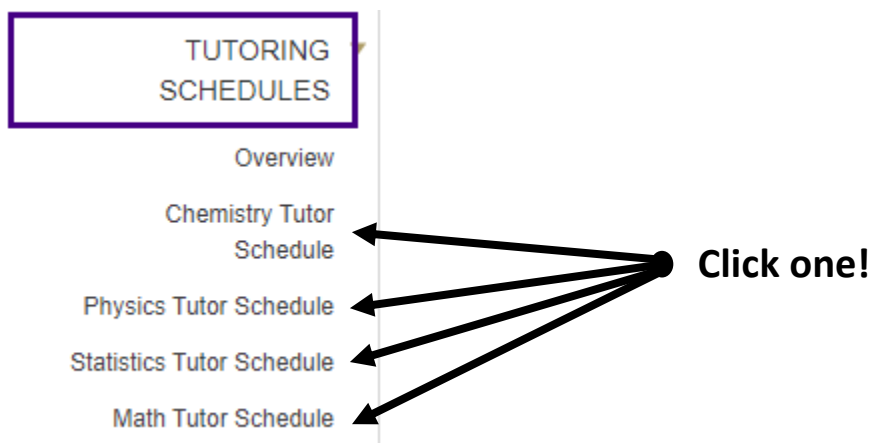 TUTORING
SCHEDULES
Overview
Chemistry Tutor
Schedule
Physics Tutor Schedule
Statistics Tutor Schedule
Math Tutor Schedule
Click one!